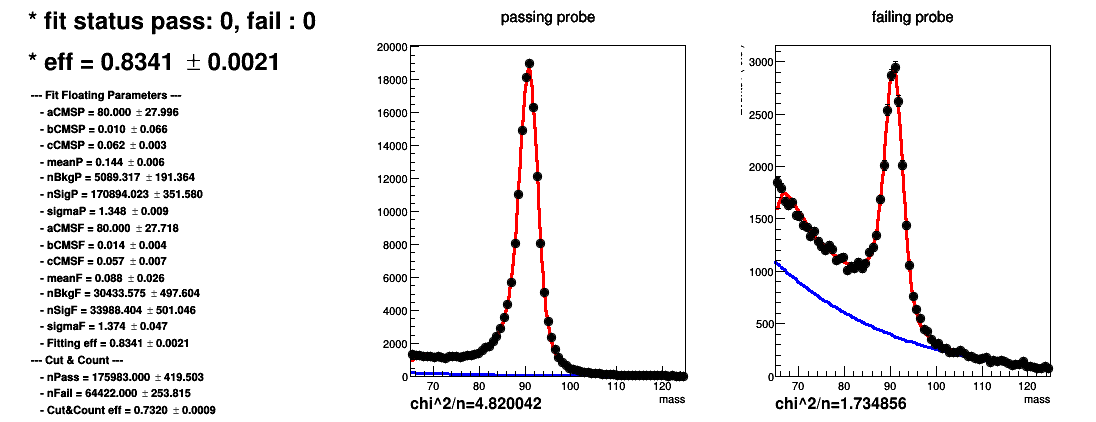 * fit status pass: 0, fail : 0
* eff = 0.8341 ± 0.0021
--- Fit Floating Parameters ---
- aCMSP = 80.000 ± 27.996
- bCMSP = 0.010 ± 0.066
- cCMSP = 0.062 ± 0.003
- meanP = 0.144 ± 0.006
- nBkgP = 5089.317 ± 191.364
- nSigP = 170894.023 ± 351.580
- sigmaP = 1.348 ± 0.009
- aCMSF = 80.000 ± 27.718
- bCMSF = 0.014 ± 0.004
- cCMSF = 0.057 ± 0.007
- meanF = 0.088 ± 0.026
- nBkgF = 30433.575 ± 497.604
- nSigF = 33988.404 ± 501.046
- sigmaF = 1.374 ± 0.047
- Fitting eff = 0.8341 ± 0.0021
--- Cut & Count ---
- nPass = 175983.000 ± 419.503
- nFail = 64422.000 ± 253.815
- Cut&Count eff = 0.7320 ± 0.0009
passing probe
20000
18000
16000
14000
12000
10000
8000
6000
4000
2000
0
70 80 90 100 110 120
mass
chi^2/n=4.820042
failing probe
3000
2500
2000
1500
1000
500
0
70 80 90 100 110 120
mass
chi^2/n=1.734856